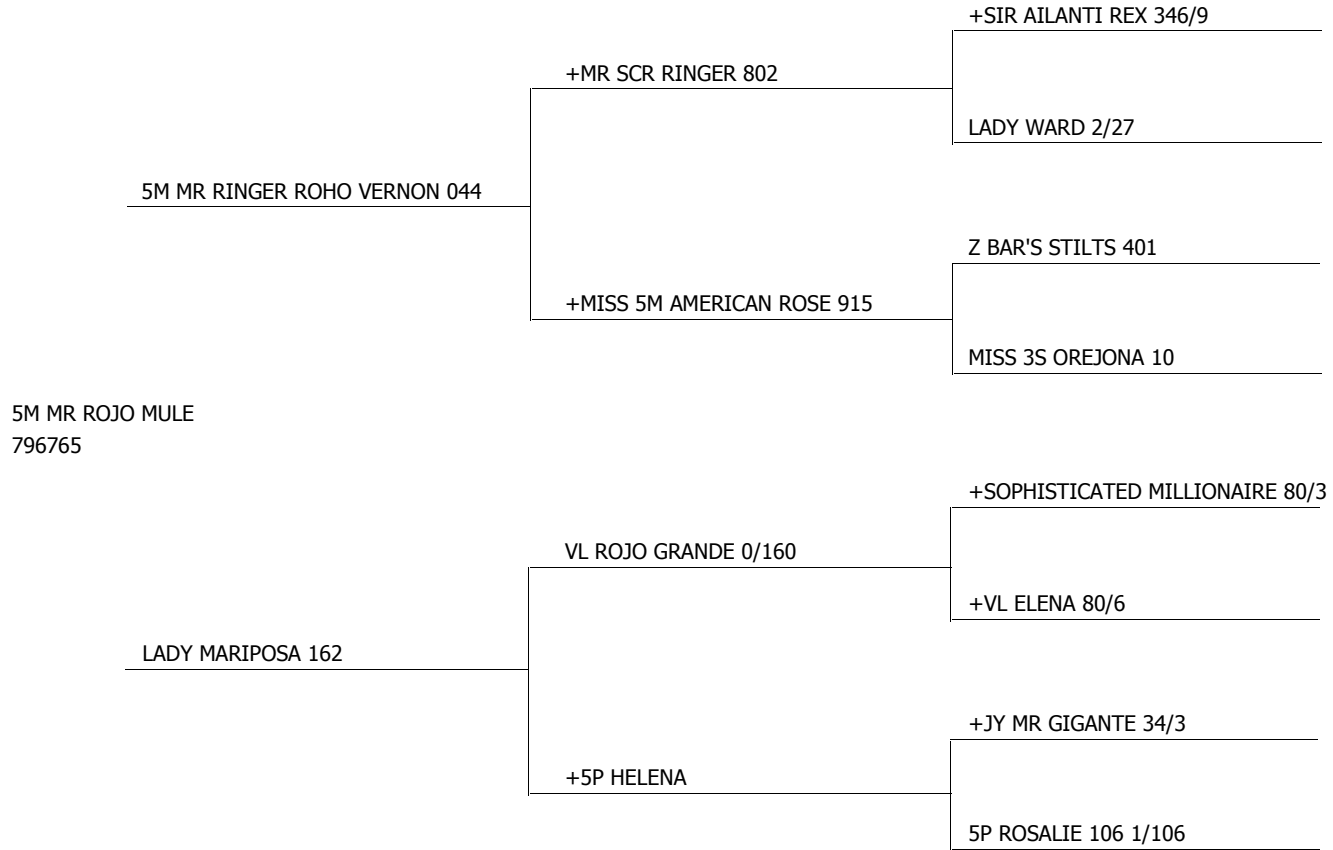 +SIR AILANTI REX 346/9
+MR SCR RINGER 802
LADY WARD 2/27
5M MR RINGER ROHO VERNON 044
Z BAR'S STILTS 401
+MISS 5M AMERICAN ROSE 915
MISS 3S OREJONA 10
5M MR ROJO MULE
796765
+SOPHISTICATED MILLIONAIRE 80/3
VL ROJO GRANDE 0/160
+VL ELENA 80/6
LADY MARIPOSA 162
+JY MR GIGANTE 34/3
+5P HELENA
5P ROSALIE 106 1/106